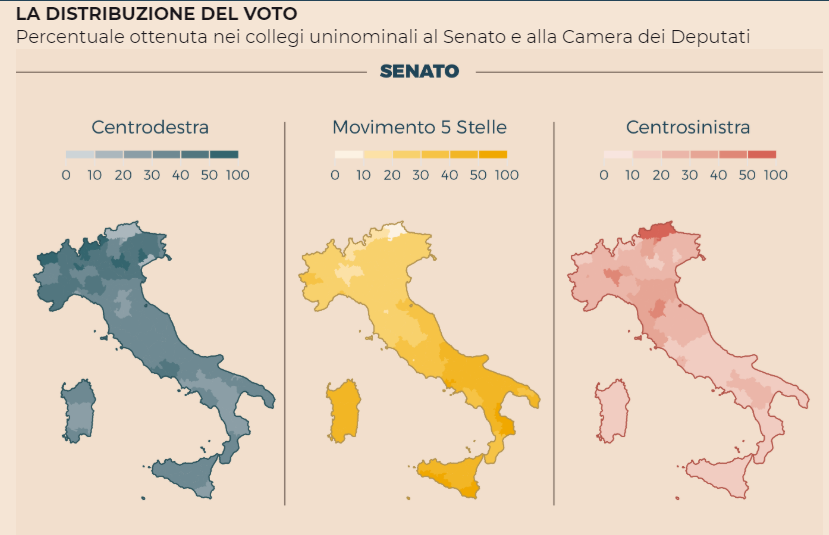 LA DISTRIBUZIONE DEL VOTO
Percentuale ottenuta nei collegi uninominali al Senato e alla Camera dei Deputati
SENATO
Centrodestra
0 10 20 30 40 50 100
Movimento 5 Stelle
0 10 20 30 40 50 100
Centrosinistra
0 10 20 30 40 50 100